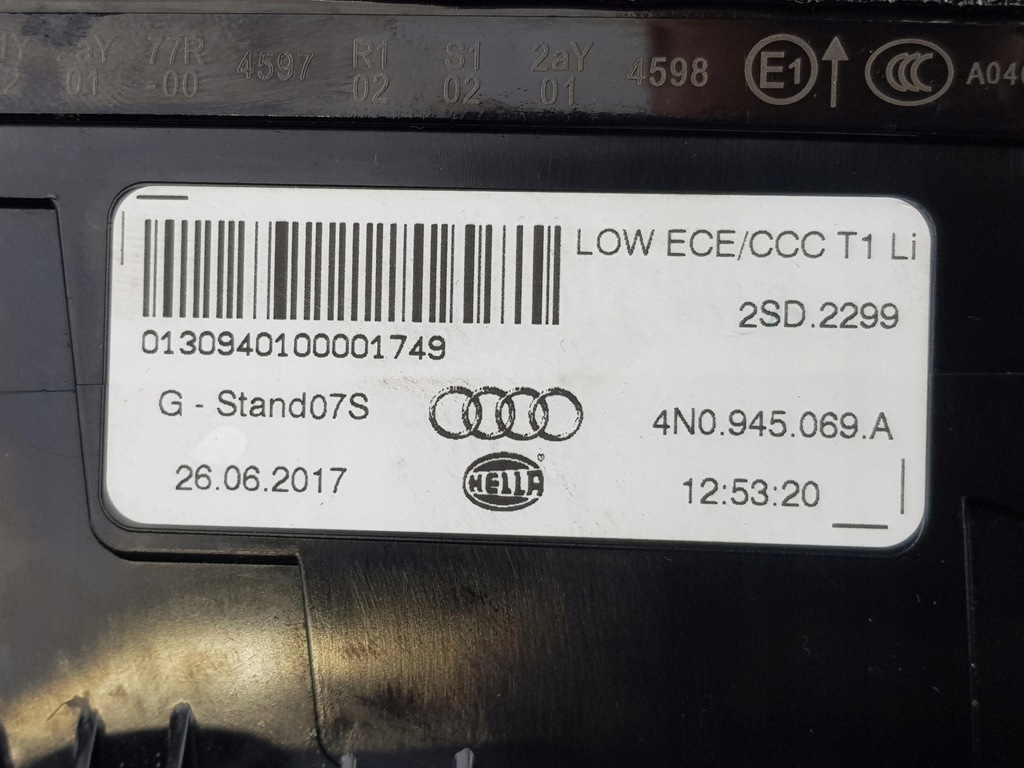 77R 4597 R1 S1 2aY 4598 E1 CCC
01 -00 02 02 01
LOW ECE/CCC T1 Li
2SD.2299
0130940100001749
G - Stand07S
4N0.945.069.A
26.06.2017
HELLA
12:53:20